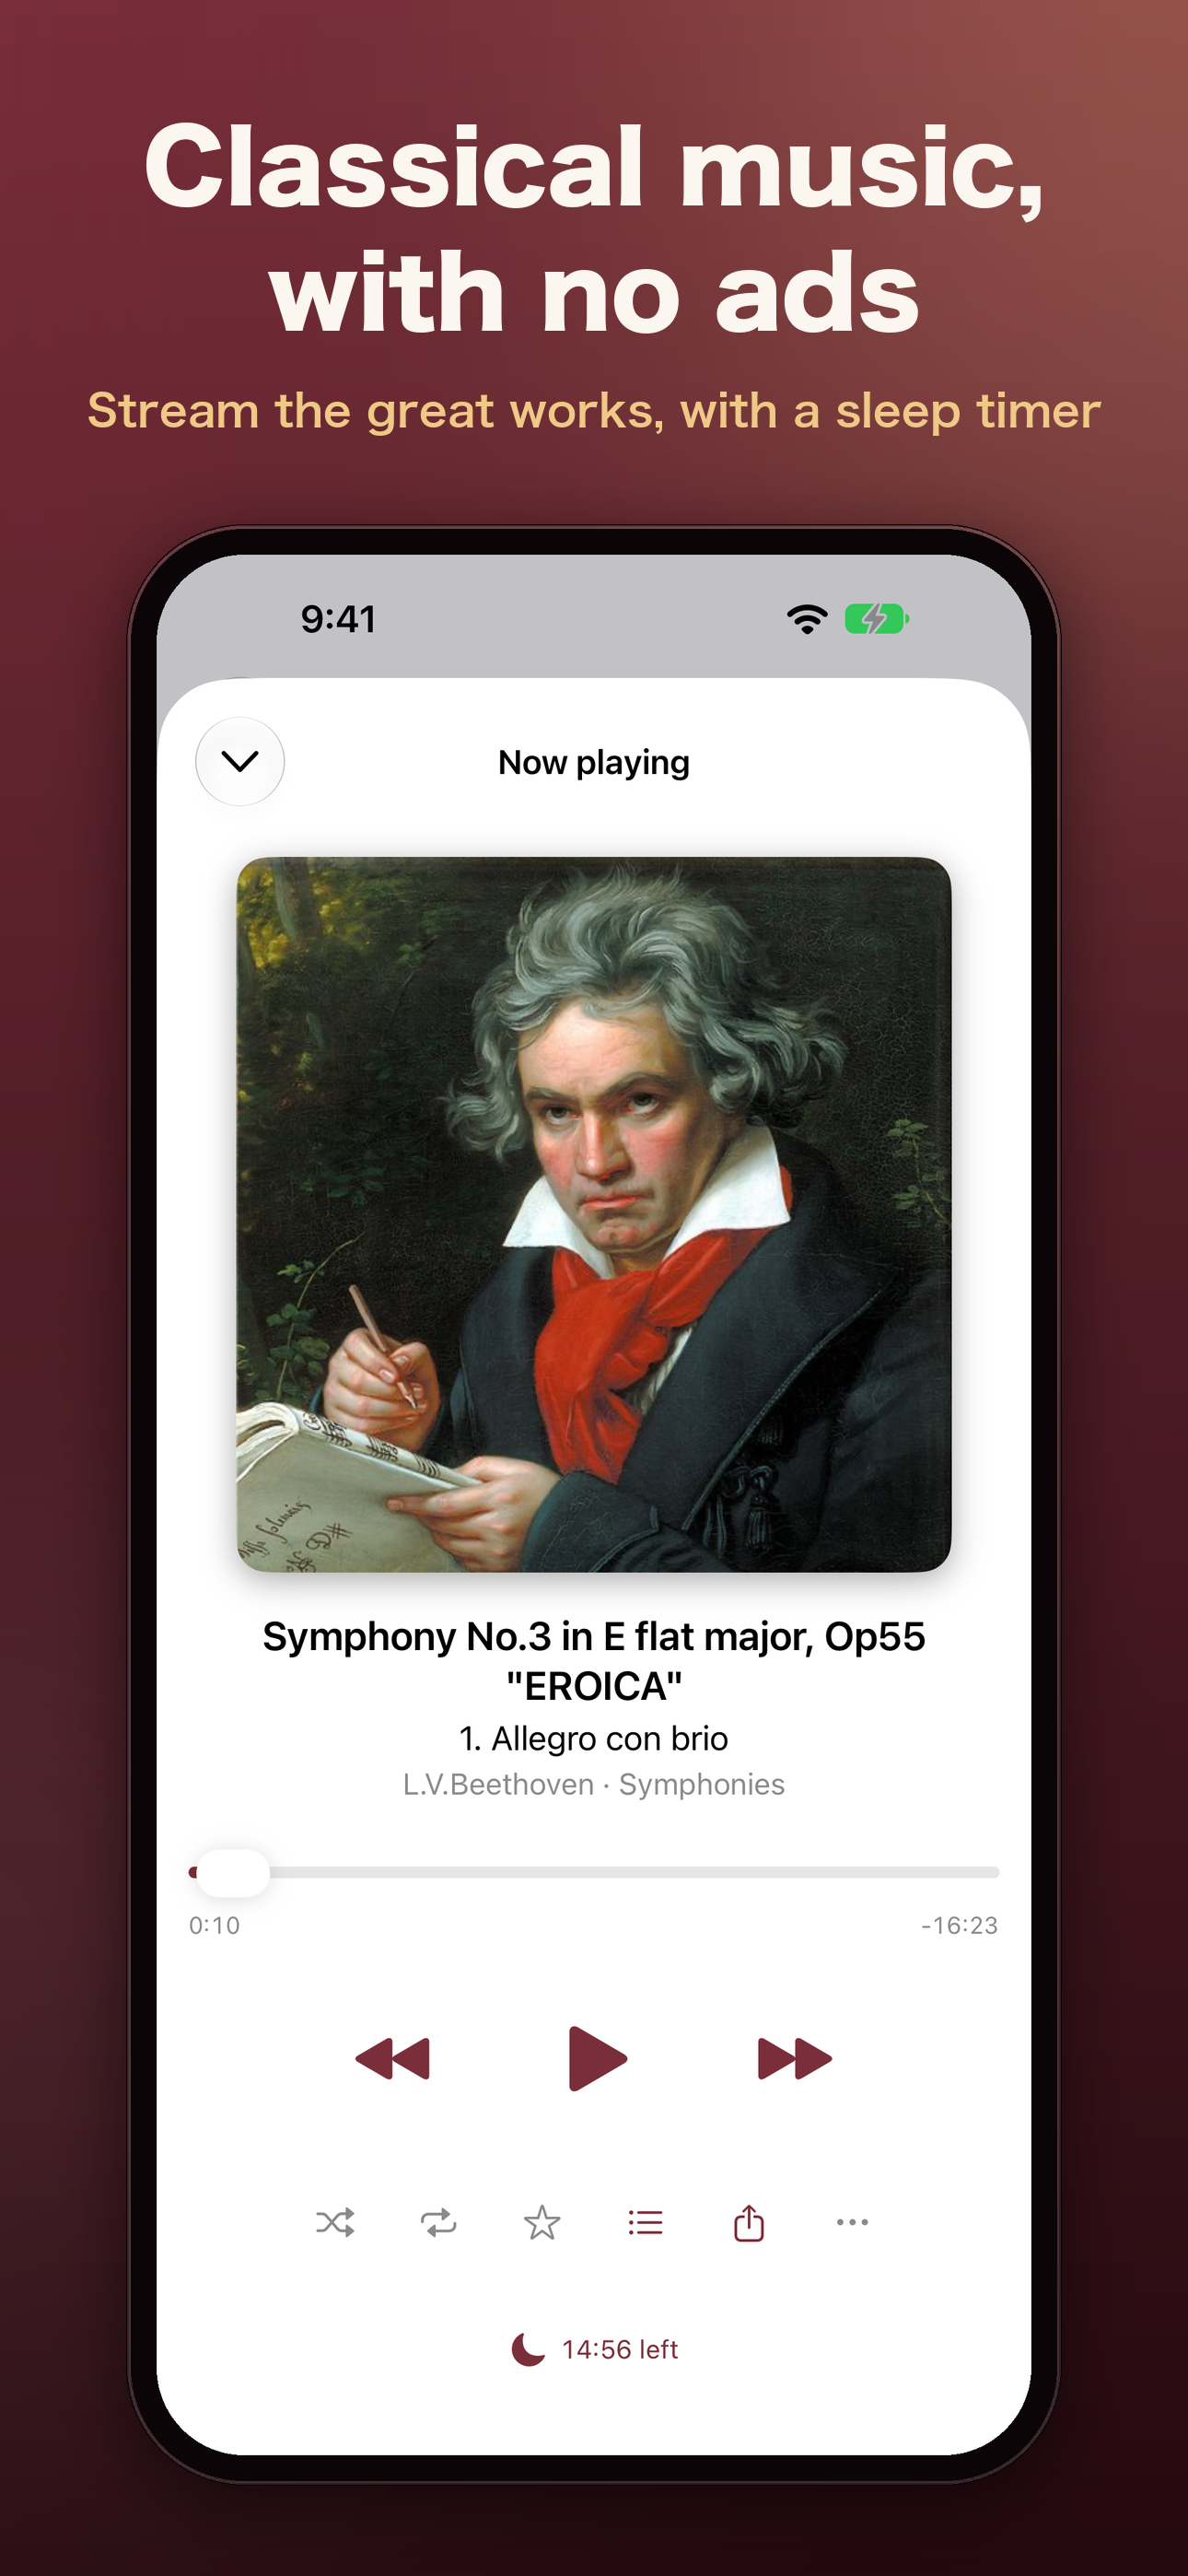 Classical music,
with no ads
Stream the great works, with a sleep timer
9:41
Now playing
Symphony No.3 in E flat major, Op55
"EROICA"
1. Allegro con brio
L.V.Beethoven · Symphonies
0:10
-16:23
14:56 left